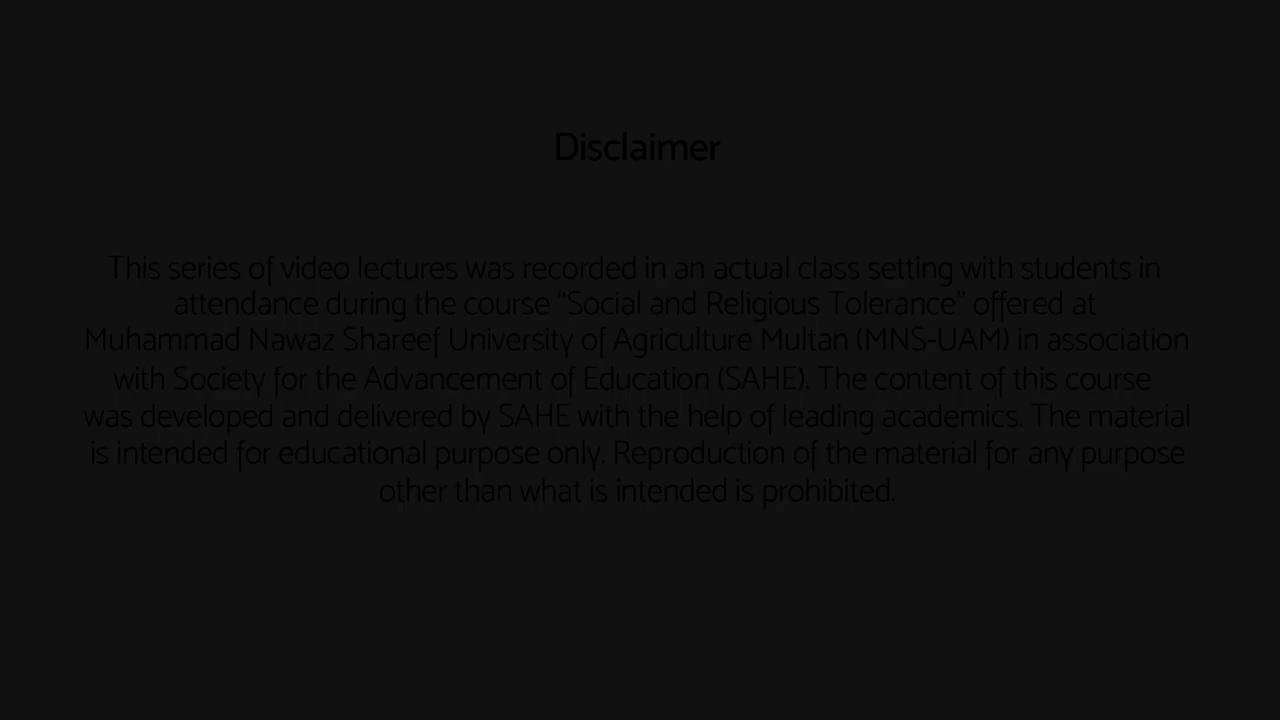 Disclaimer
This series of video lectures was recorded in an actual class setting with students in
attendance during the course “Social and Religious Tolerance” offered at
Muhammad Nawaz Shareef University of Agriculture Multan (MNS-UAM) in association
with Society for the Advancement of Education (SAHE). The content of this course
was developed and delivered by SAHE with the help of leading academics. The material
is intended for educational purpose only. Reproduction of the material for any purpose
other than what is intended is prohibited.